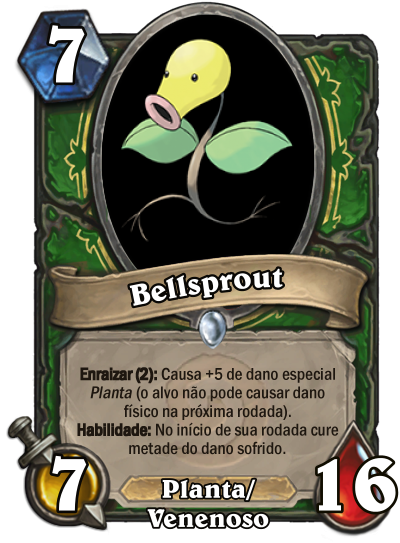 7
Bellsprout
Enraizar (2): Causa +5 de dano especial
Planta (o alvo não pode causar dano
físico na próxima rodada).
Habilidade: No início de sua rodada cure
metade do dano sofrido.
7
Planta/
Venenoso
16